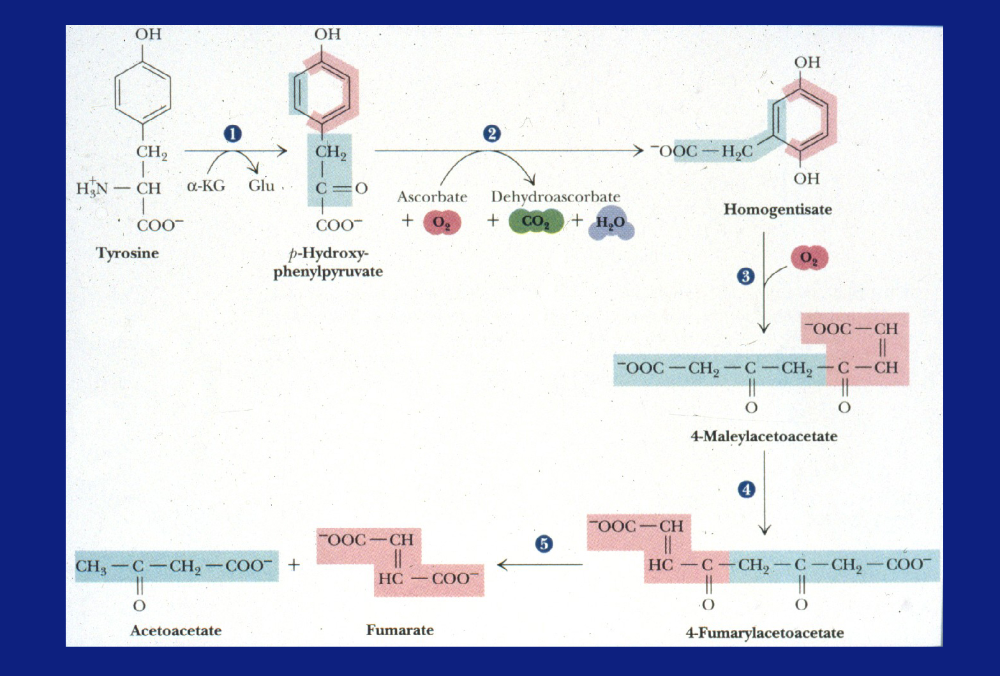 OH
CH₂
H₃N⁺ — CH
COO⁻
Tyrosine
1
α-KG Glu
OH
CH₂
C=O
COO⁻
p-Hydroxy-
phenylpyruvate
2
Ascorbate Dehydroascorbate
+ O₂ + CO₂ + H₂O
OH
⁻OOC — H₂C
OH
Homogentisate
3
O₂
⁻OOC — CH
⁻OOC — CH₂ — C — CH₂ — C — CH
O O
4-Maleylacetoacetate
4
⁻OOC — CH
HC — C — CH₂ — C — CH₂ — COO⁻
O O
4-Fumarylacetoacetate
5
⁻OOC — CH
HC — COO⁻
Fumarate
+
CH₃ — C — CH₂ — COO⁻
O
Acetoacetate